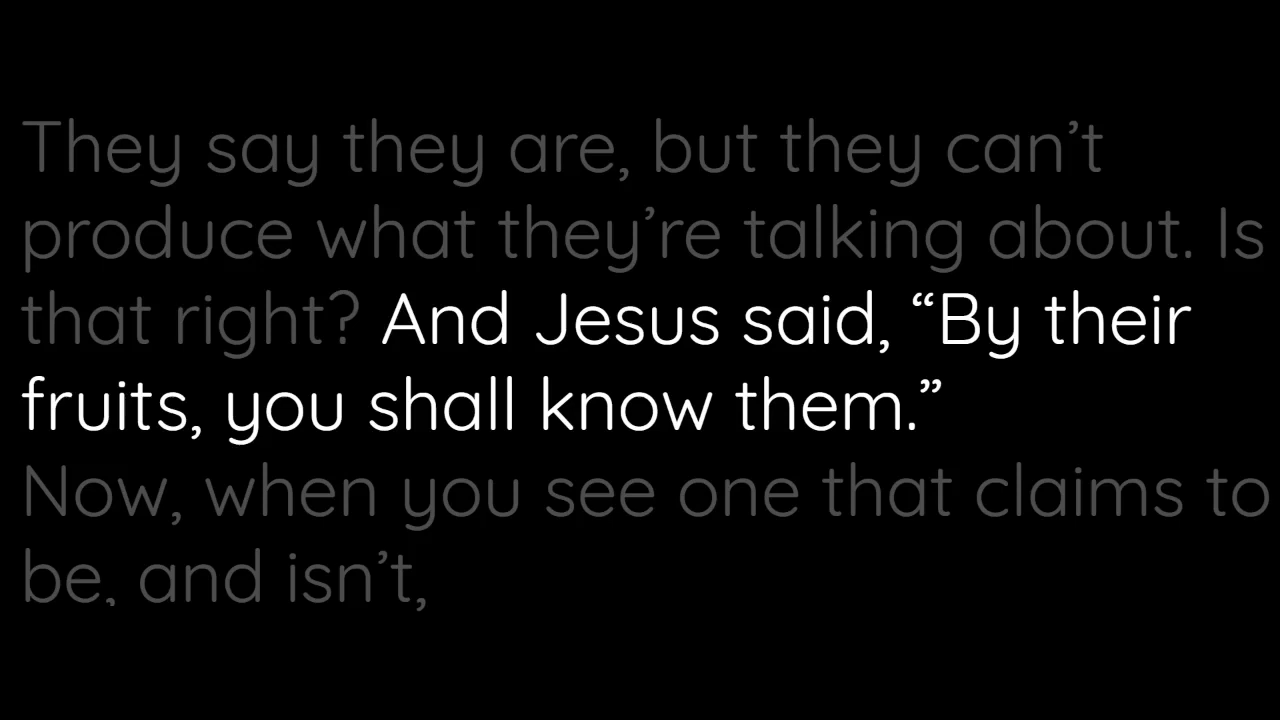 They say they are, but they can’t
produce what they’re talking about. Is
that right? And Jesus said, “By their
fruits, you shall know them.”
Now, when you see one that claims to
be, and isn’t,